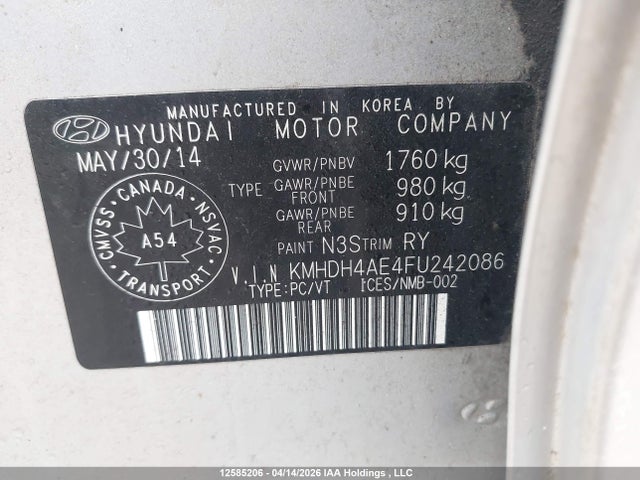 MANUFACTURED IN KOREA BY
HYUNDAI MOTOR COMPANY
MAY/30/14 GVWR/PNBV 1760 kg
TYPE GAWR/PNBE FRONT 980 kg
GAWR/PNBE REAR 910 kg
PAINT N3S TRIM RY
V.I.N KMHDH4AE4FU242086
TYPE:PC/VT ICES/NMB-002
CMVSS · CANADA · NSVAC
A54
TRANSPORT
12585206 - 04/14/2026 IAA Holdings , LLC